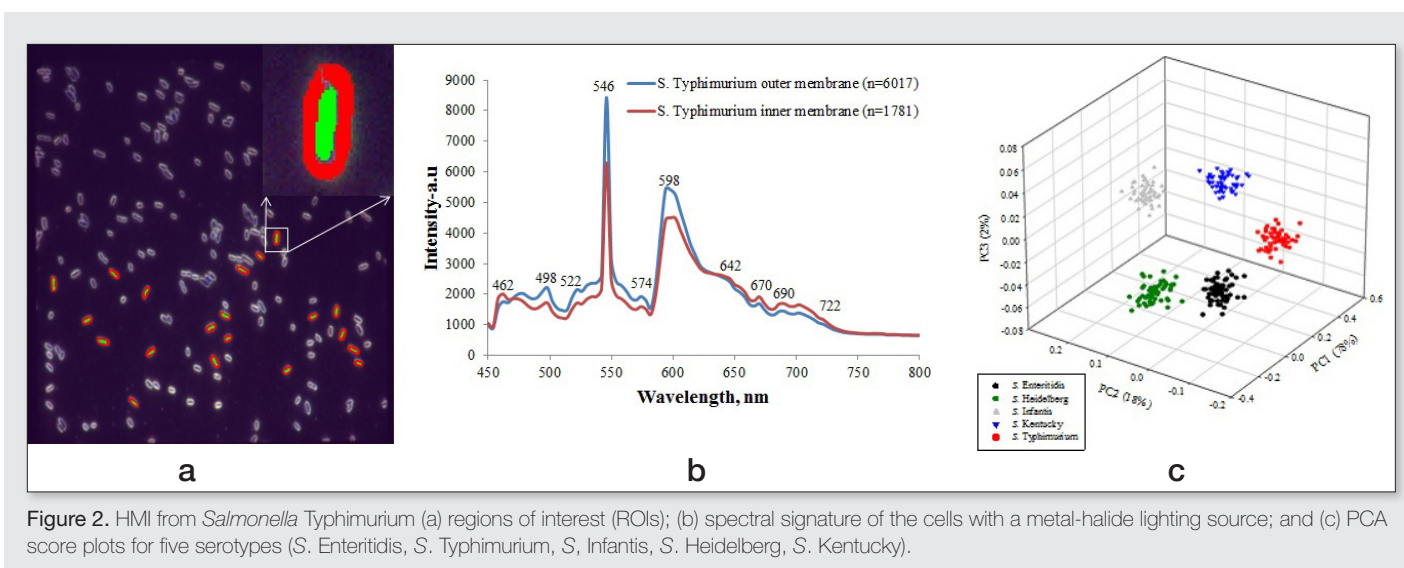 9000
8000
7000
6000
5000
4000
3000
2000
1000
0
Intensity-a.u
450 500 550 600 650 700 750 800
Wavelength, nm
S. Typhimurium outer membrane (n=6017)
S. Typhimurium inner membrane (n=1781)
462
498
522
546
574
598
642
670
690
722
0.08
0.06
0.04
0.02
0.00
-0.02
-0.04
-0.06
-0.08
PC3 (2%)
0.2
0.1
0.0
-0.1
-0.2
PC2 (18%)
-0.4
-0.2
0.0
0.2
0.4
0.6
PC1 (78%)
S. Enteritidis
S. Heidelberg
S. Infantis
S. Kentucky
S. Typhimurium
a b c
Figure 2. HMI from Salmonella Typhimurium (a) regions of interest (ROIs); (b) spectral signature of the cells with a metal-halide lighting source; and (c) PCA
score plots for five serotypes (S. Enteritidis, S. Typhimurium, S, Infantis, S. Heidelberg, S. Kentucky).